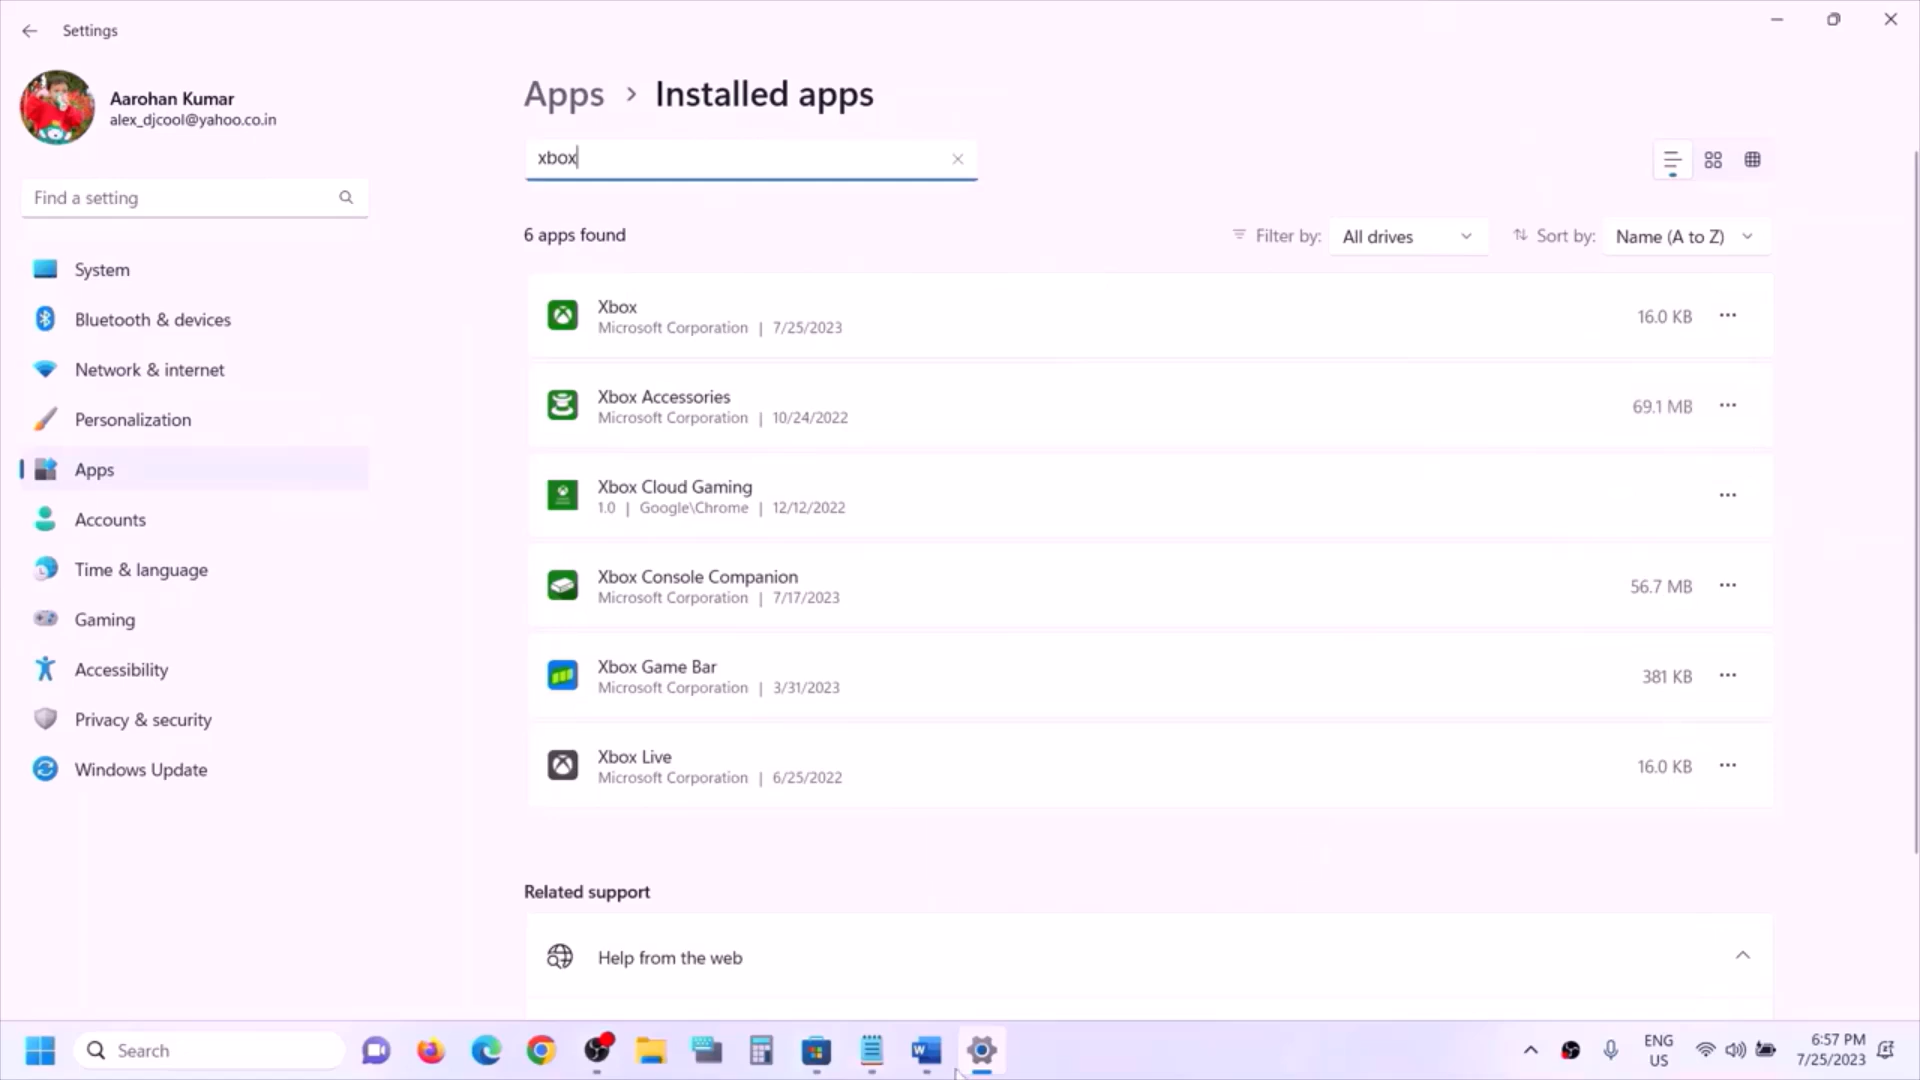 Settings
Aarohan Kumar
alex_djcool@yahoo.co.in
Find a setting
System
Bluetooth & devices
Network & internet
Personalization
Apps
Accounts
Time & language
Gaming
Accessibility
Privacy & security
Windows Update
Apps > Installed apps
xbox
6 apps found
Filter by: All drives
Sort by: Name (A to Z)
Xbox
Microsoft Corporation | 7/25/2023
16.0 KB
Xbox Accessories
Microsoft Corporation | 10/24/2022
69.1 MB
Xbox Cloud Gaming
1.0 | Google\Chrome | 12/12/2022
Xbox Console Companion
Microsoft Corporation | 7/17/2023
56.7 MB
Xbox Game Bar
Microsoft Corporation | 3/31/2023
381 KB
Xbox Live
Microsoft Corporation | 6/25/2022
16.0 KB
Related support
Help from the web
Search
ENG
US
6:57 PM
7/25/2023